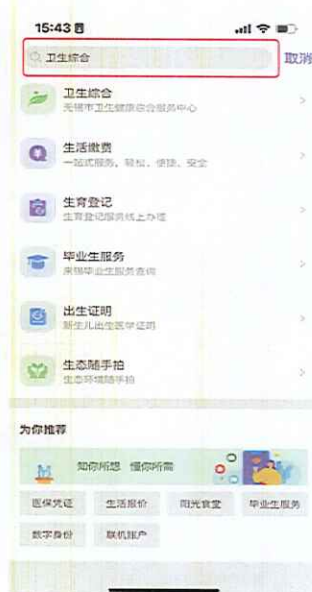 15:43
卫生综合
取消
卫生综合
无锡市卫生健康综合服务中心
生活缴费
一站式服务，轻松、便捷、安全
生育登记
生育登记服务线上办理
毕业生服务
来锡毕业生服务查询
出生证明
新生儿出生医学证明
生态随手拍
生态环境随手拍
为你推荐
知你所想 懂你所需
医保凭证
生活报价
阳光食堂
毕业生服务
数字身份
联机账户